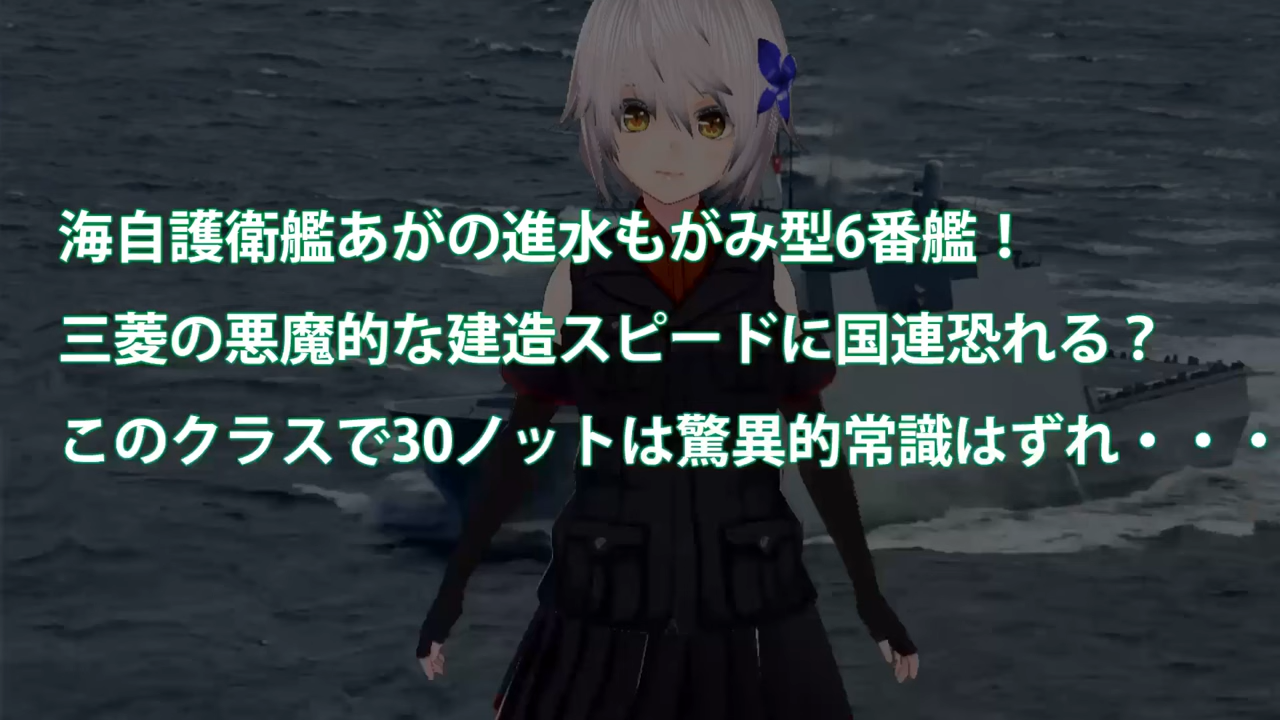 海自護衛艦あがの進水もがみ型6番艦！
三菱の悪魔的な建造スピードに国連恐れる？
このクラスで30ノットは驚異的常識はずれ・・・